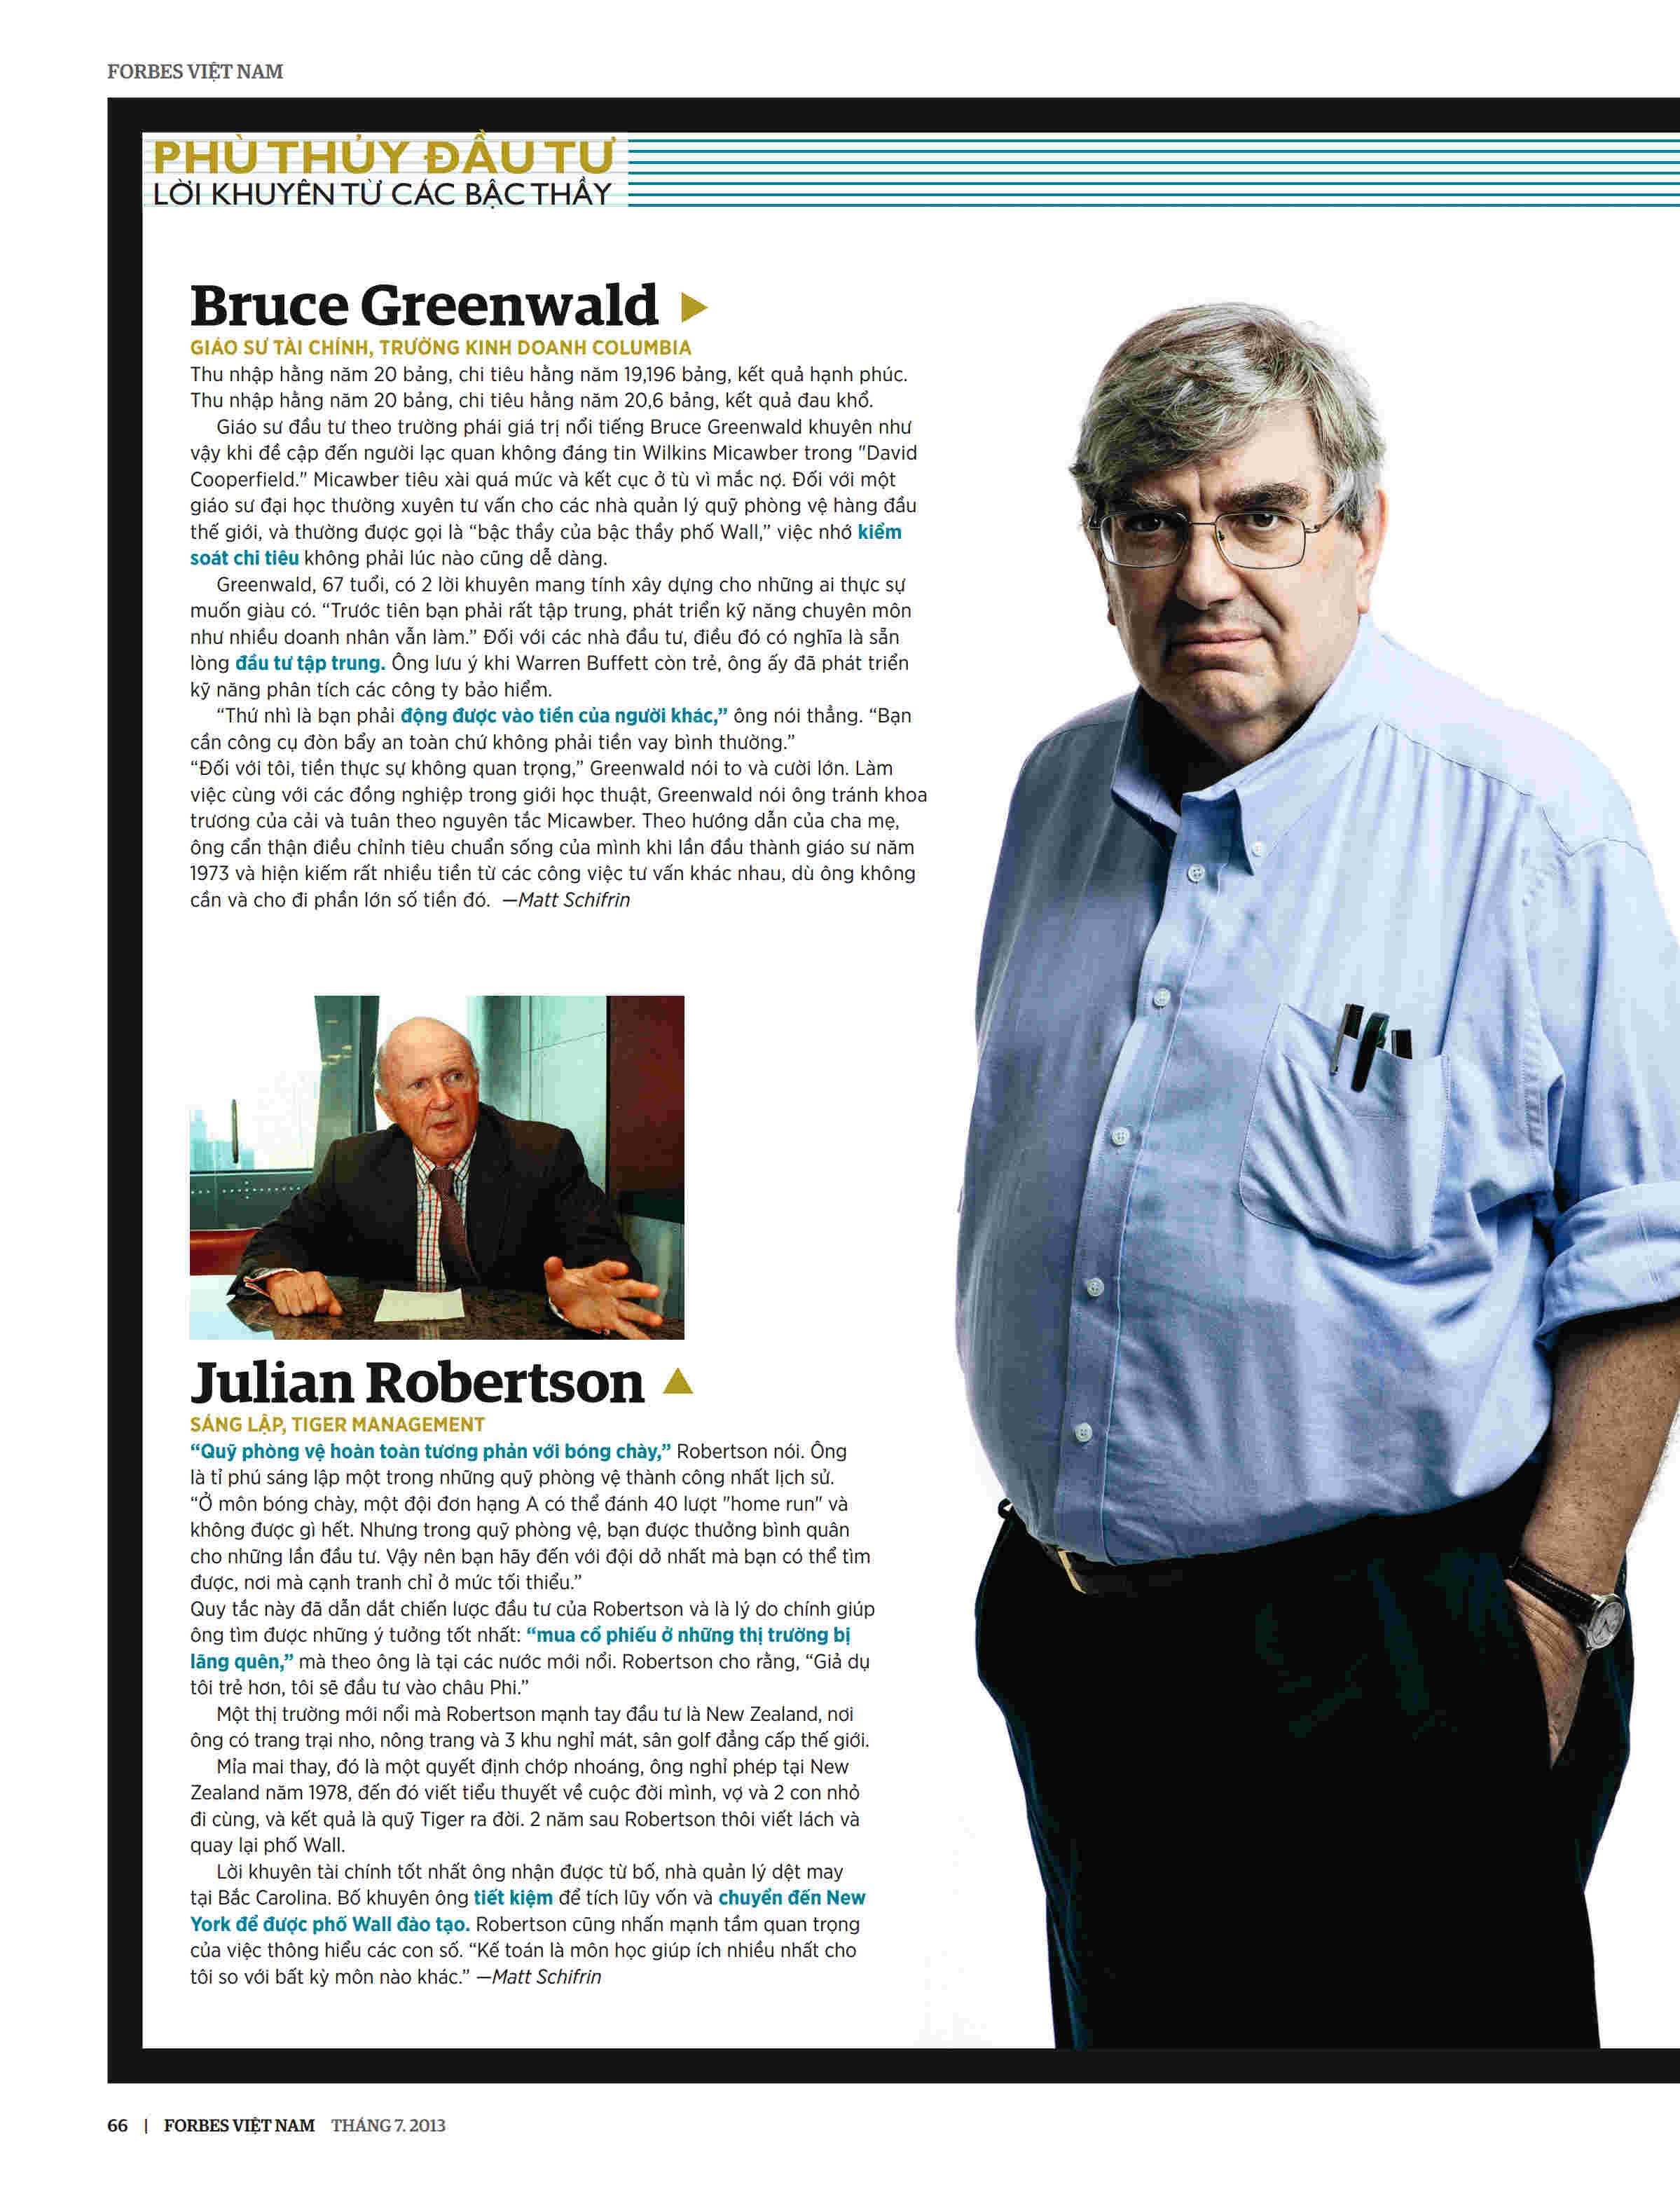 FORBES VIỆT NAM
PHÙ THỦY ĐẦU TƯ
LỜI KHUYÊN TỪ CÁC BẬC THẦY
Bruce Greenwald
GIÁO SƯ TÀI CHÍNH, TRƯỜNG KINH DOANH COLUMBIA
Thu nhập hằng năm 20 bảng, chi tiêu hằng năm 19,196 bảng, kết quả hạnh phúc.
Thu nhập hằng năm 20 bảng, chi tiêu hằng năm 20,6 bảng, kết quả đau khổ.
Giáo sư đầu tư theo trường phái giá trị nổi tiếng Bruce Greenwald khuyên như
vậy khi đề cập đến người lạc quan không đáng tin Wilkins Micawber trong "David
Cooperfield." Micawber tiêu xài quá mức và kết cục ở tù vì mắc nợ. Đối với một
giáo sư đại học thường xuyên tư vấn cho các nhà quản lý quỹ phòng vệ hàng đầu
thế giới, và thường được gọi là “bậc thầy của bậc thầy phố Wall,” việc nhớ kiểm
soát chi tiêu không phải lúc nào cũng dễ dàng.
Greenwald, 67 tuổi, có 2 lời khuyên mang tính xây dựng cho những ai thực sự
muốn giàu có. “Trước tiên bạn phải rất tập trung, phát triển kỹ năng chuyên môn
như nhiều doanh nhân vẫn làm.” Đối với các nhà đầu tư, điều đó có nghĩa là sẵn
lòng đầu tư tập trung. Ông lưu ý khi Warren Buffett còn trẻ, ông ấy đã phát triển
kỹ năng phân tích các công ty bảo hiểm.
“Thứ nhì là bạn phải động được vào tiền của người khác,” ông nói thẳng. “Bạn
cần công cụ đòn bẩy an toàn chứ không phải tiền vay bình thường.”
“Đối với tôi, tiền thực sự không quan trọng,” Greenwald nói to và cười lớn. Làm
việc cùng với các đồng nghiệp trong giới học thuật, Greenwald nói ông tránh khoa
trương của cải và tuân theo nguyên tắc Micawber. Theo hướng dẫn của cha mẹ,
ông cẩn thận điều chỉnh tiêu chuẩn sống của mình khi lần đầu thành giáo sư năm
1973 và hiện kiếm rất nhiều tiền từ các công việc tư vấn khác nhau, dù ông không
cần và cho đi phần lớn số tiền đó. —Matt Schifrin
Julian Robertson
SÁNG LẬP, TIGER MANAGEMENT
“Quỹ phòng vệ hoàn toàn tương phản với bóng chày,” Robertson nói. Ông
là tỉ phú sáng lập một trong những quỹ phòng vệ thành công nhất lịch sử.
“Ở môn bóng chày, một đội đơn hạng A có thể đánh 40 lượt "home run" và
không được gì hết. Nhưng trong quỹ phòng vệ, bạn được thưởng bình quân
cho những lần đầu tư. Vậy nên bạn hãy đến với đội dở nhất mà bạn có thể tìm
được, nơi mà cạnh tranh chỉ ở mức tối thiểu.”
Quy tắc này đã dẫn dắt chiến lược đầu tư của Robertson và là lý do chính giúp
ông tìm được những ý tưởng tốt nhất: “mua cổ phiếu ở những thị trường bị
lãng quên,” mà theo ông là tại các nước mới nổi. Robertson cho rằng, “Giả dụ
tôi trẻ hơn, tôi sẽ đầu tư vào châu Phi.”
Một thị trường mới nổi mà Robertson mạnh tay đầu tư là New Zealand, nơi
ông có trang trại nho, nông trang và 3 khu nghỉ mát, sân golf đẳng cấp thế giới.
Mỉa mai thay, đó là một quyết định chớp nhoáng, ông nghỉ phép tại New
Zealand năm 1978, đến đó viết tiểu thuyết về cuộc đời mình, vợ và 2 con nhỏ
đi cùng, và kết quả là quỹ Tiger ra đời. 2 năm sau Robertson thôi viết lách và
quay lại phố Wall.
Lời khuyên tài chính tốt nhất ông nhận được từ bố, nhà quản lý dệt may
tại Bắc Carolina. Bố khuyên ông tiết kiệm để tích lũy vốn và chuyển đến New
York để được phố Wall đào tạo. Robertson cũng nhấn mạnh tầm quan trọng
của việc thông hiểu các con số. “Kế toán là môn học giúp ích nhiều nhất cho
tôi so với bất kỳ môn nào khác.” —Matt Schifrin
66 | FORBES VIỆT NAM THÁNG 7. 2013